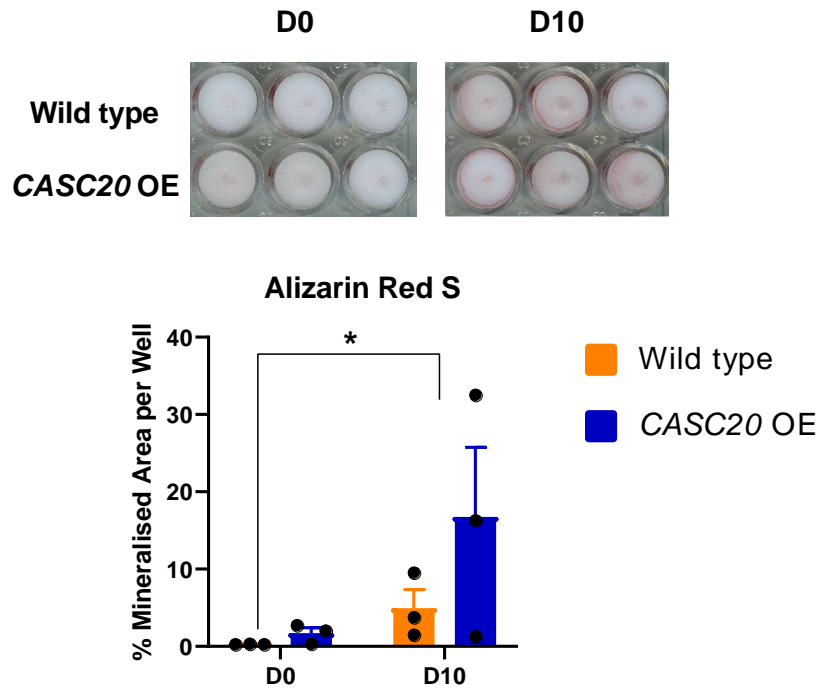 D0 D10
Wild type
CASC20 OE
Alizarin Red S
% Mineralised Area per Well
40
30
20
10
0
*
D0 D10
Wild type
CASC20 OE